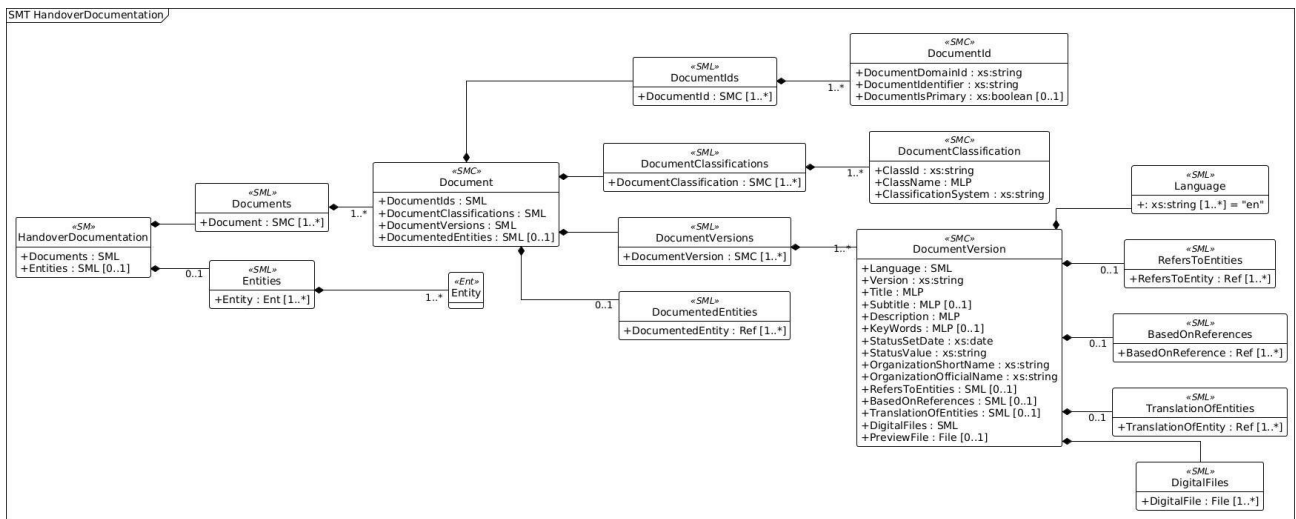 SMT HandoverDocumentation
«SM»
HandoverDocumentation
+Documents : SML
+Entities : SML [0..1]
«SML»
Documents
+Document : SMC [1..*]
1..*
0..1
«SML»
Entities
+Entity : Ent [1..*]
1..*
«Ent»
Entity
«SMC»
Document
+DocumentIds : SML
+DocumentClassifications : SML
+DocumentVersions : SML
+DocumentedEntities : SML [0..1]
«SML»
DocumentIds
+DocumentId : SMC [1..*]
1..*
«SMC»
DocumentId
+DocumentDomainId : xs:string
+DocumentIdentifier : xs:string
+DocumentIsPrimary : xs:boolean [0..1]
«SML»
DocumentClassifications
+DocumentClassification : SMC [1..*]
1..*
«SMC»
DocumentClassification
+ClassId : xs:string
+ClassName : MLP
+ClassificationSystem : xs:string
«SML»
DocumentVersions
+DocumentVersion : SMC [1..*]
1..*
0..1
«SML»
DocumentedEntities
+DocumentedEntity : Ref [1..*]
«SMC»
DocumentVersion
+Language : SML
+Version : xs:string
+Title : MLP
+Subtitle : MLP [0..1]
+Description : MLP
+KeyWords : MLP [0..1]
+StatusSetDate : xs:date
+StatusValue : xs:string
+OrganizationShortName : xs:string
+OrganizationOfficialName : xs:string
+RefersToEntities : SML [0..1]
+BasedOnReferences : SML [0..1]
+TranslationOfEntities : SML [0..1]
+DigitalFiles : SML
+PreviewFile : File [0..1]
«SML»
Language
+: xs:string [1..*] = "en"
0..1
«SML»
RefersToEntities
+RefersToEntity : Ref [1..*]
0..1
«SML»
BasedOnReferences
+BasedOnReference : Ref [1..*]
0..1
«SML»
TranslationOfEntities
+TranslationOfEntity : Ref [1..*]
«SML»
DigitalFiles
+DigitalFile : File [1..*]